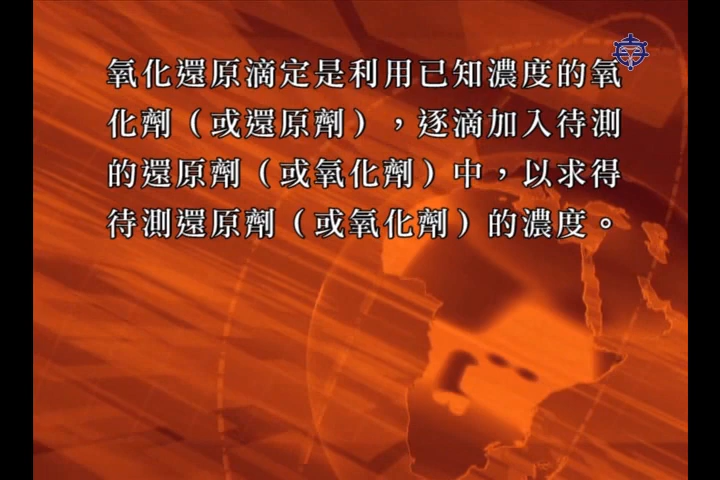 氧化還原滴定是利用已知濃度的氧
化劑（或還原劑），逐滴加入待測
的還原劑（或氧化劑）中，以求得
待測還原劑（或氧化劑）的濃度。